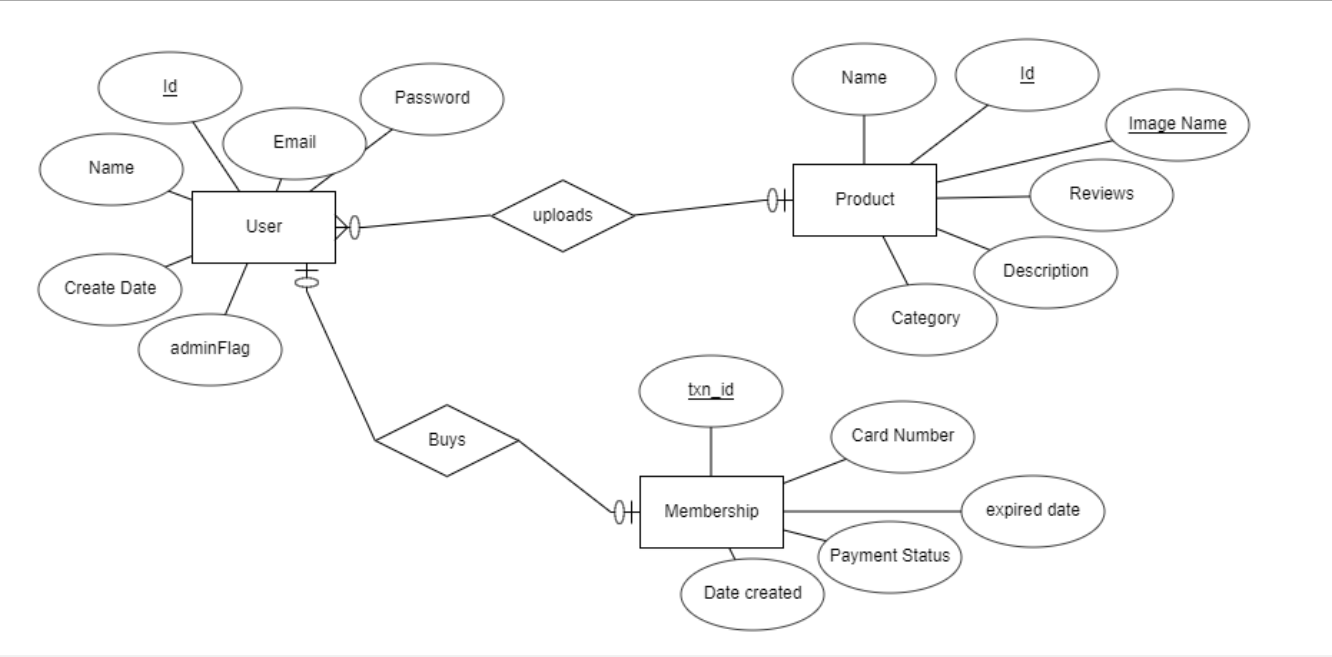 Id
Password
Email
Name
User
Create Date
adminFlag
uploads
Name
Id
Image Name
Reviews
Product
Description
Category
Buys
txn_id
Card Number
Membership
expired date
Payment Status
Date created